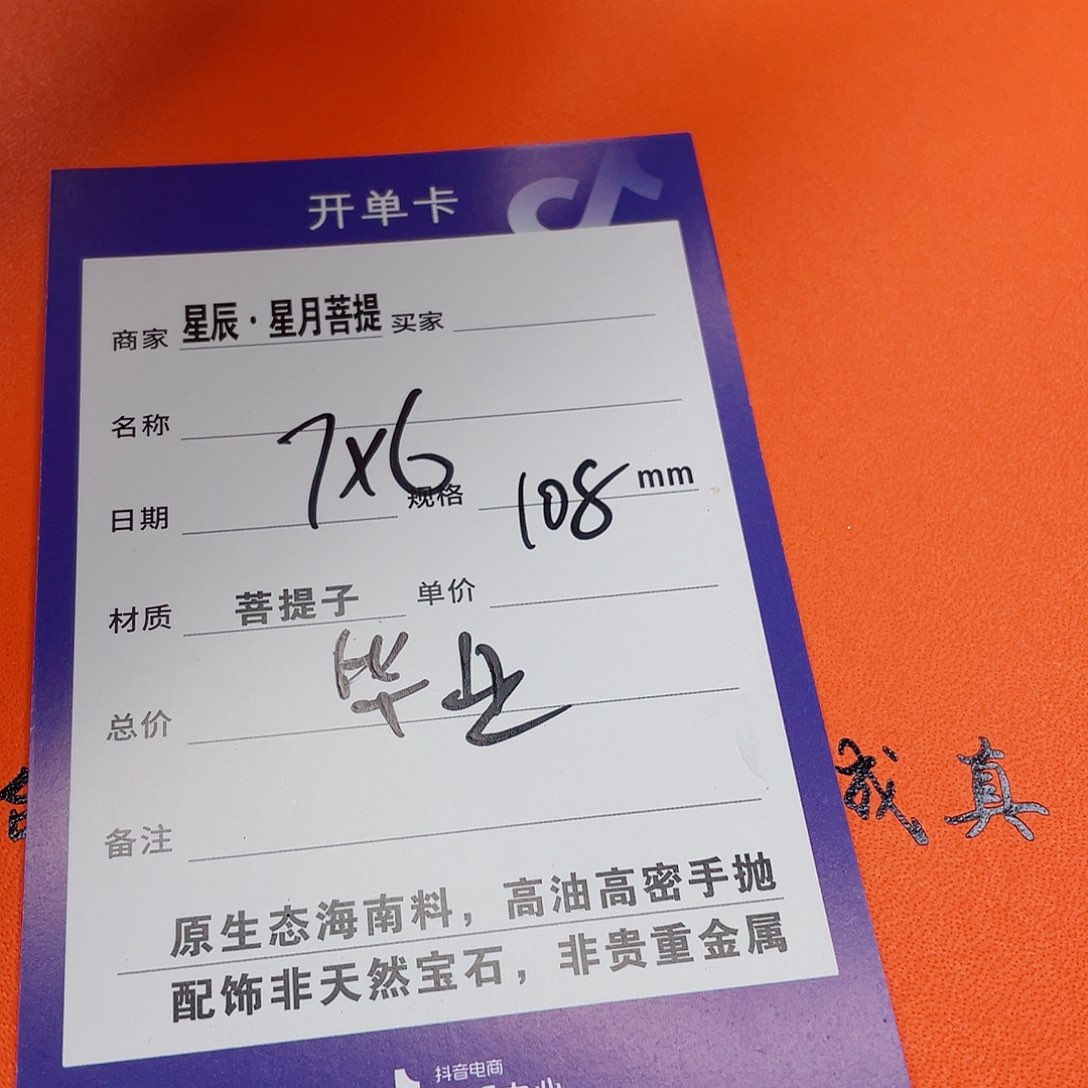 开单卡
商家 星辰·星月菩提 买家
名称
7x6
日期 规格 108 mm
材质 菩提子 单价
毕业
总价
备注
原生态海南料，高油高密手抛
配饰非天然宝石，非贵重金属
抖音电商
成真